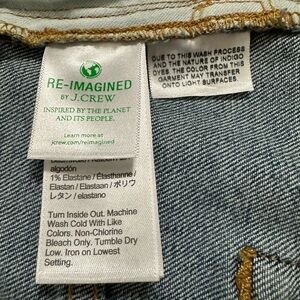 RE-IMAGINED
BY J.CREW
INSPIRED BY THE PLANET
AND ITS PEOPLE.
Learn more at
jcrew.com/reimagined
algodón
1% Elastane / Élasthanne /
Elastan / Elastaan / ポリウ
レタン / elastano
Turn Inside Out. Machine
Wash Cold With Like
Colors. Non-Chlorine
Bleach Only. Tumble Dry
Low. Iron on Lowest
Setting.
DUE TO THIS WASH PROCESS
AND THE NATURE OF INDIGO
DYES THE COLOR FROM THIS
GARMENT MAY TRANSFER
ONTO LIGHT SURFACES.